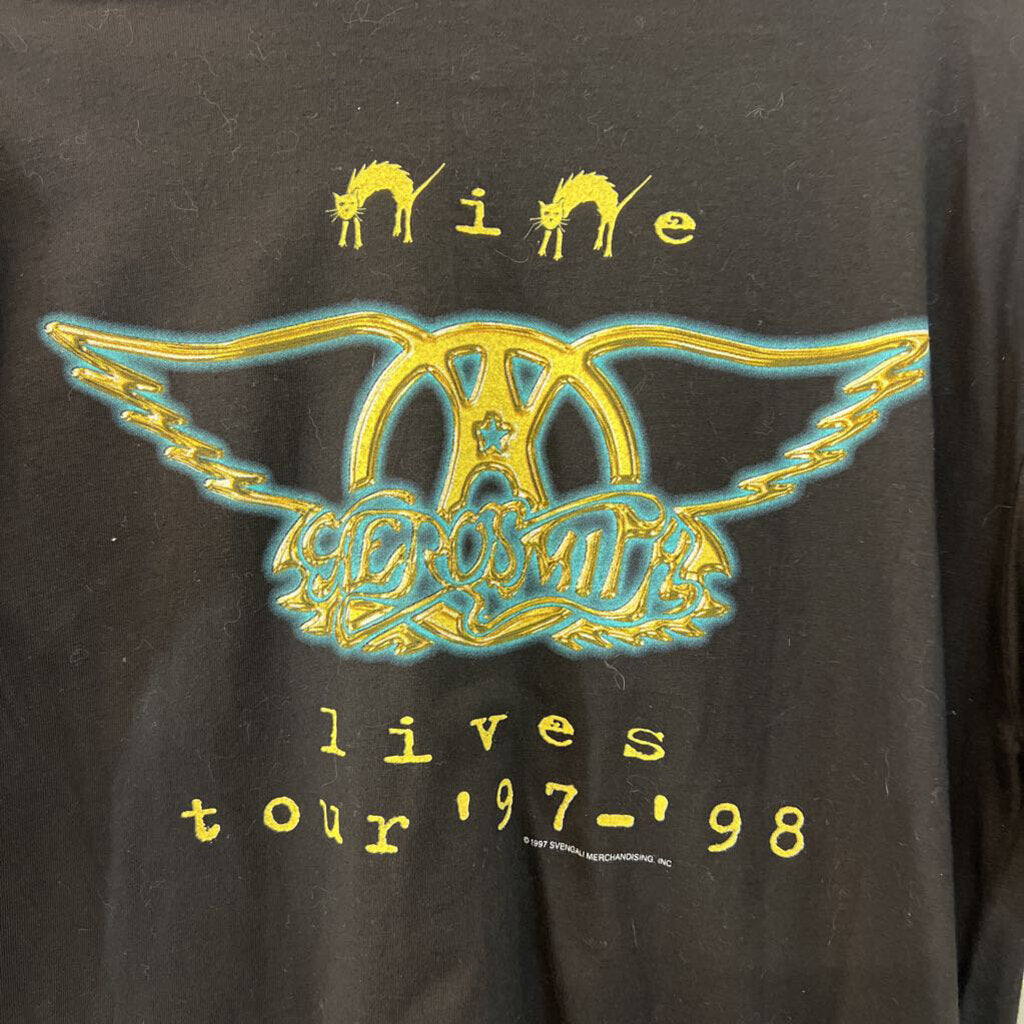 nine
AEROSMITH
lives
tour '97-'98
© 1997 SVENGALI MERCHANDISING, INC